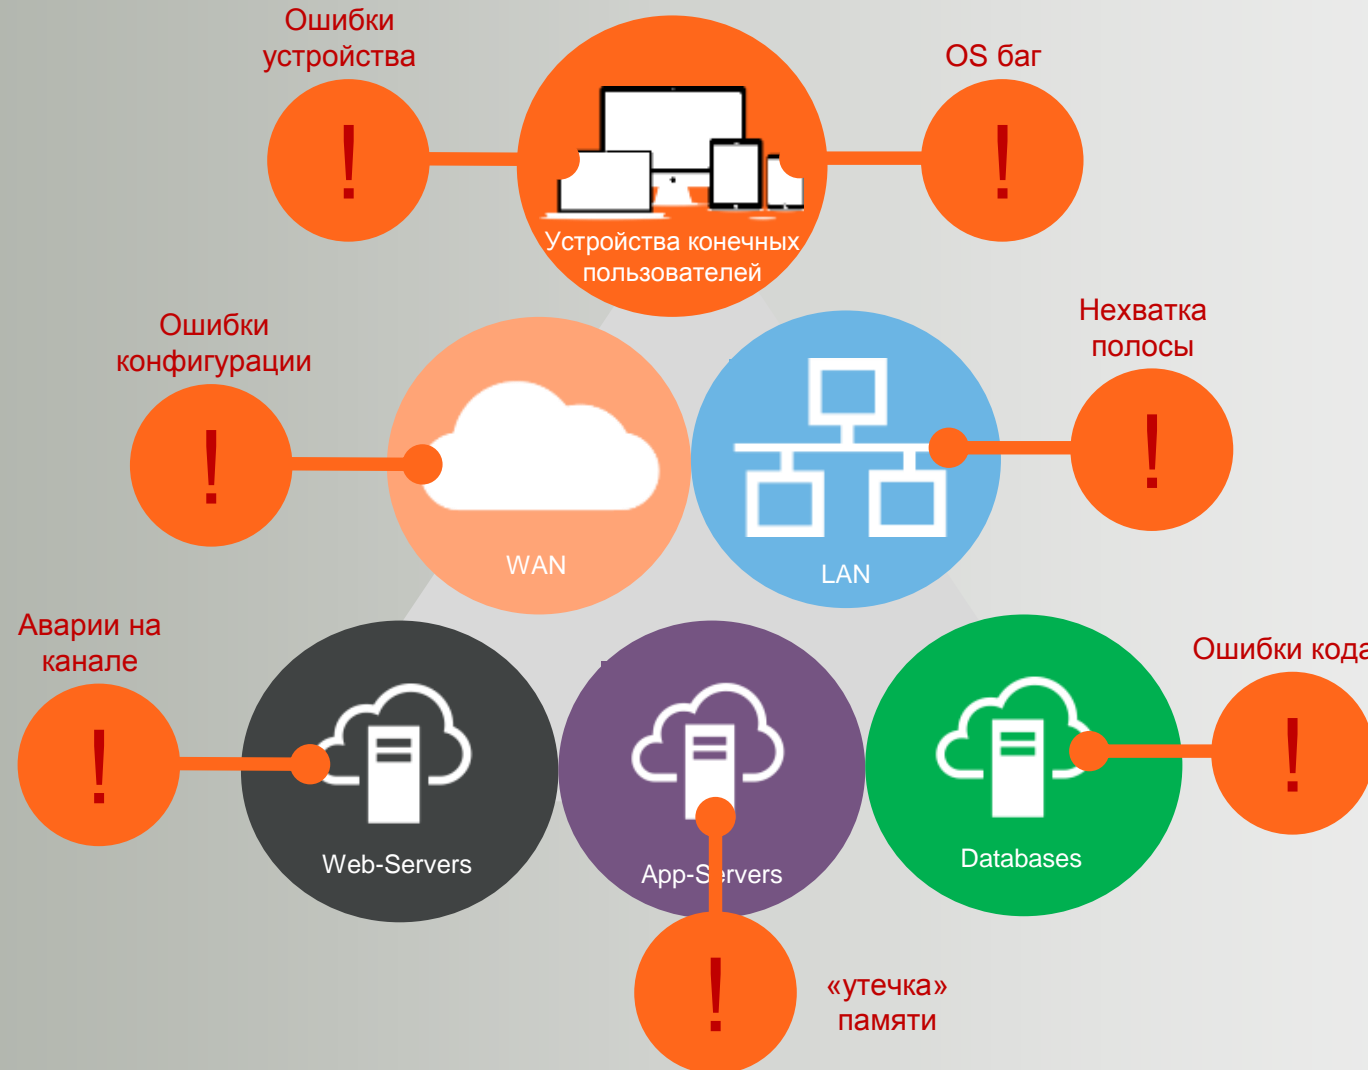 Ошибки
устройства
OS баг
!
!
Устройства конечных
пользователей
Ошибки
конфигурации
Нехватка
полосы
!
!
WAN
LAN
Аварии на
канале
Ошибки кода
!
!
Web-Servers
App-Servers
Databases
!
«утечка»
памяти